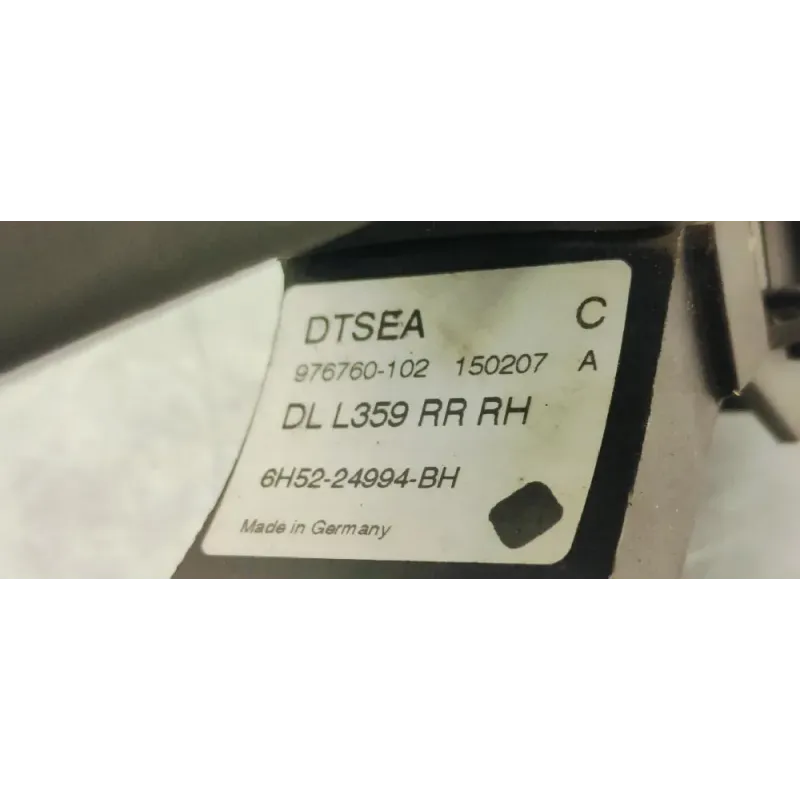 DTSEA C
976760-102 150207 A
DL L359 RR RH
6H52-24994-BH
Made in Germany